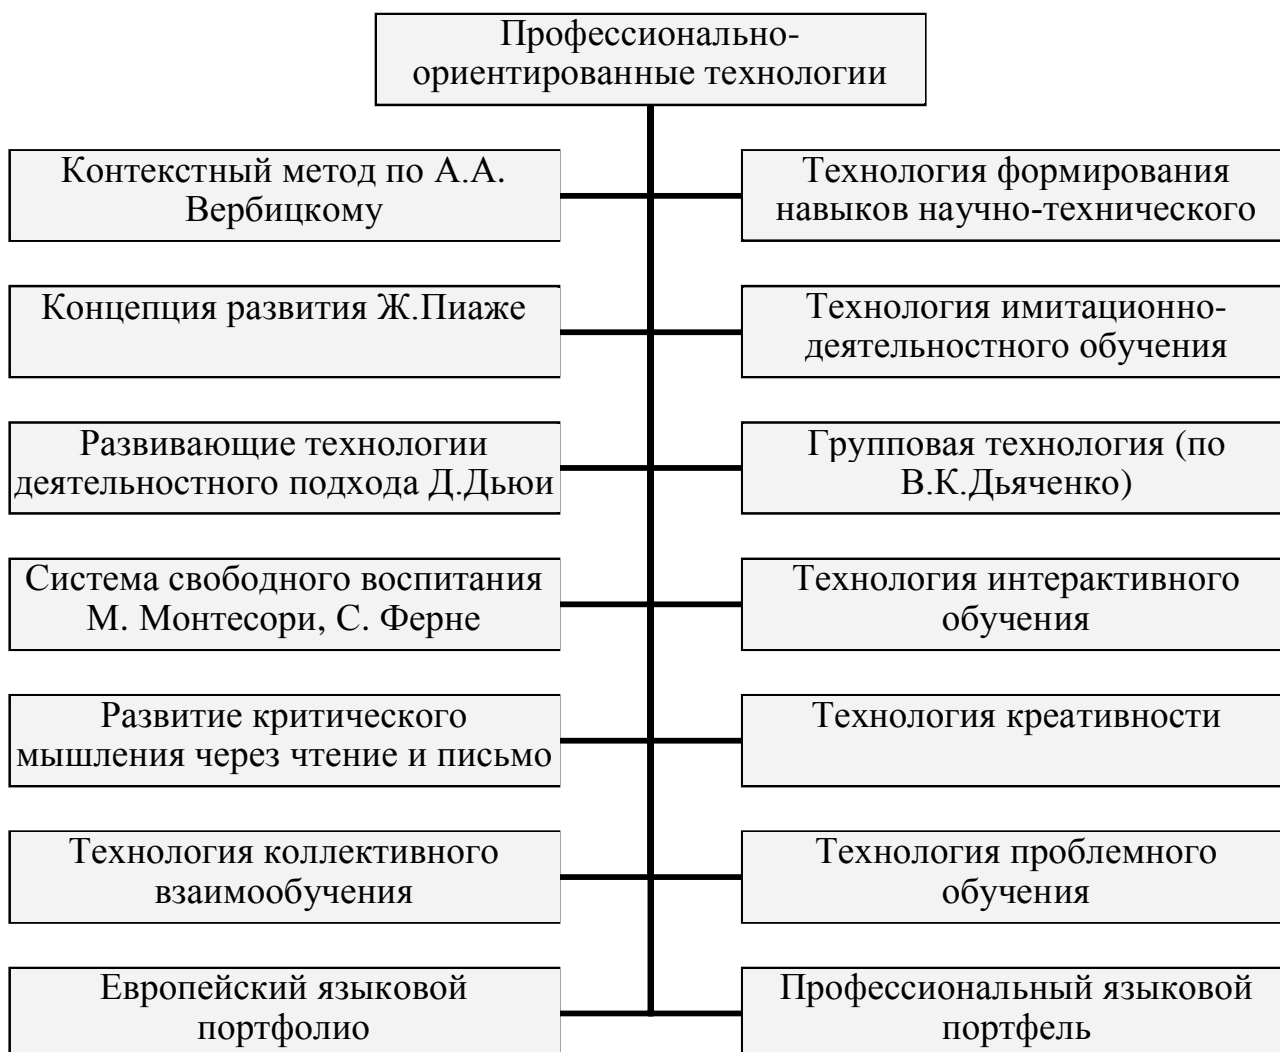 Профессионально-
ориентированные технологии
Контекстный метод по А.А.
Вербицкому
Технология формирования
навыков научно-технического
Концепция развития Ж.Пиаже
Технология имитационно-
деятельностного обучения
Развивающие технологии
деятельностного подхода Д.Дьюи
Групповая технология (по
В.К.Дьяченко)
Система свободного воспитания
М. Монтесори, С. Ферне
Технология интерактивного
обучения
Развитие критического
мышления через чтение и письмо
Технология креативности
Технология коллективного
взаимообучения
Технология проблемного
обучения
Европейский языковой
портфолио
Профессиональный языковой
портфель